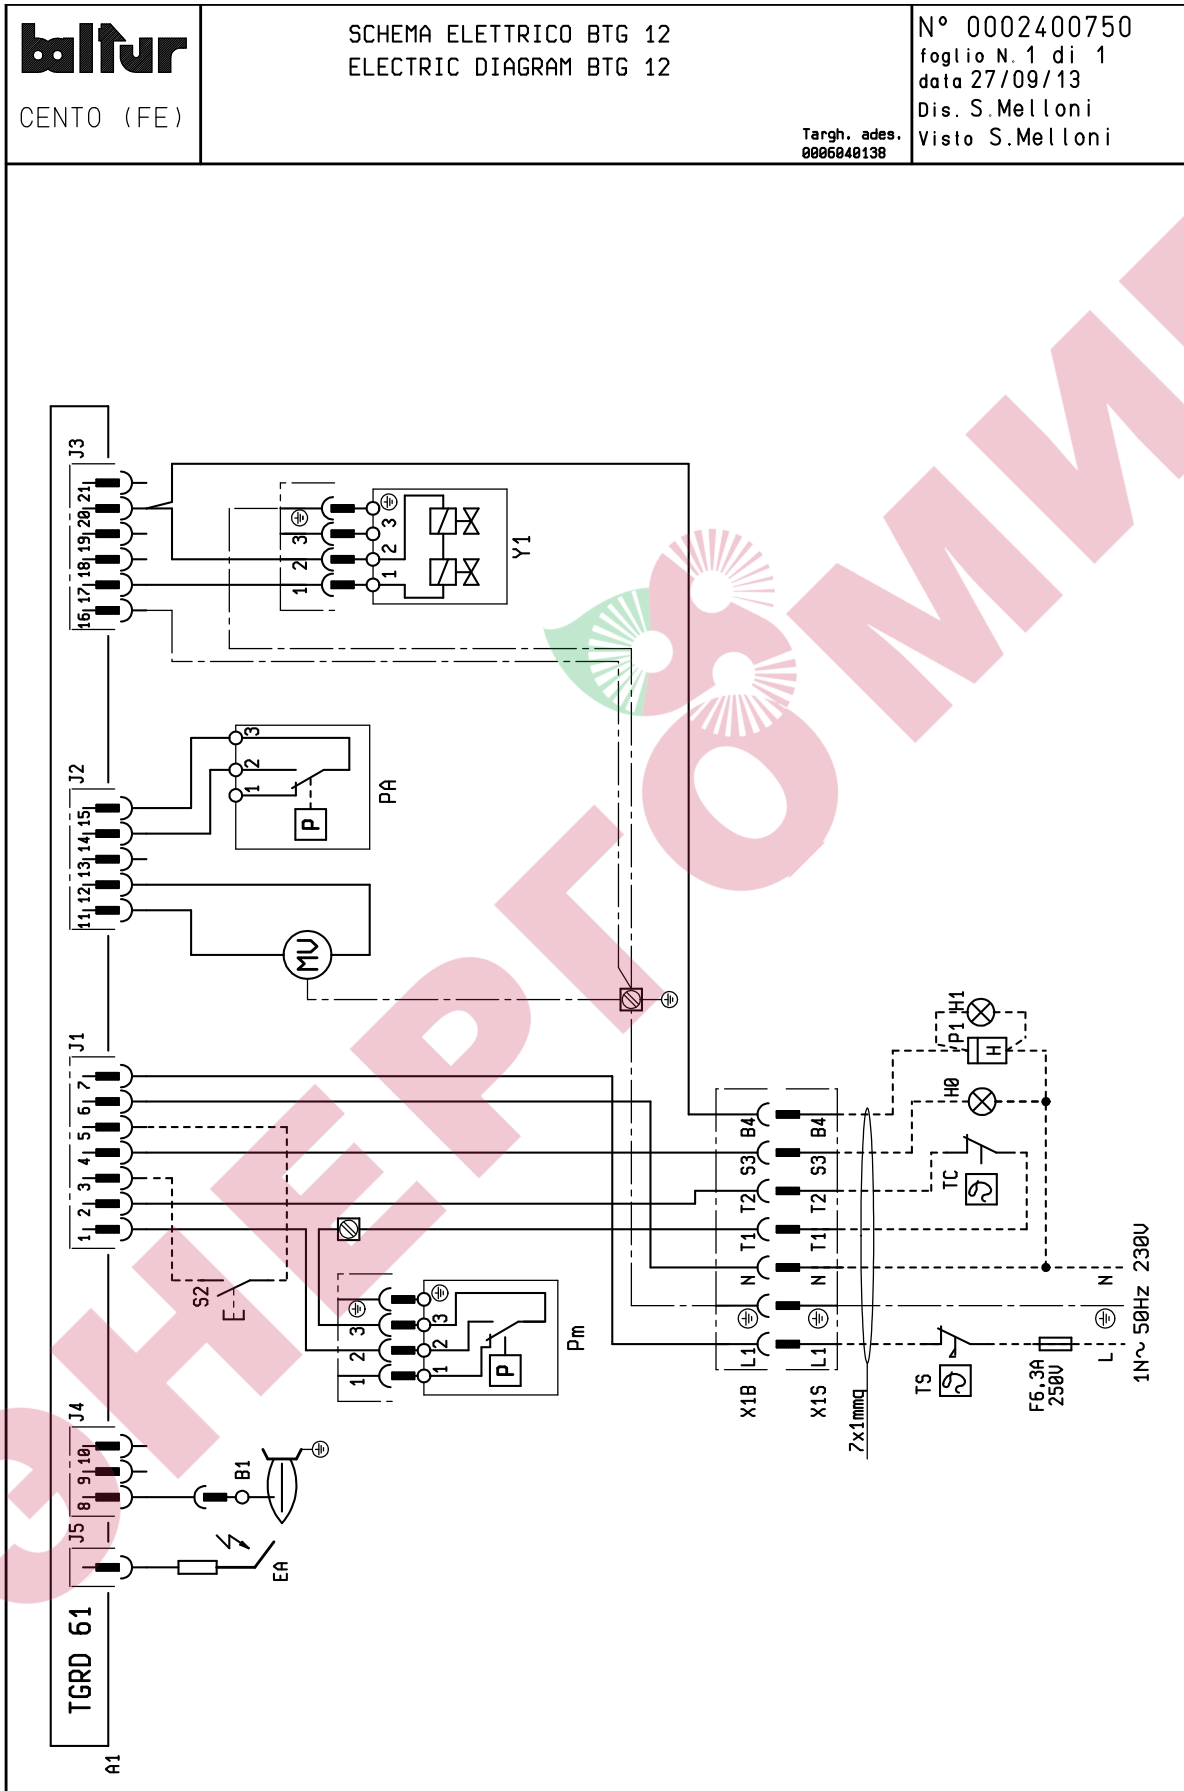 baltur
CENTO (FE)
SCHEMA ELETTRICO BTG 12
ELECTRIC DIAGRAM BTG 12
Targh. ades.
0006040138
N° 0002400750
foglio N. 1 di 1
data 27/09/13
Dis. S.Melloni
Visto S.Melloni
J3
16 17 18 19 20 21
1 2 3
1 2 3
Y1
J2
11 12 13 14 15
1 2 3
P
PA
MV
J1
1 2 3 4 5 6 7
S2
1 2 3
1 2 3
P
Pm
J4
8 9 10
B1
J5
EA
TGRD 61
A1
X1B
L1 N T1 T2 S3 B4
X1S
L1 N T1 T2 S3 B4
7x1mmq
H1
P1
H
H0
TC
TS
F6,3A
250V
L
N
1N~ 50Hz 230V
ЭНЕРГОМИ